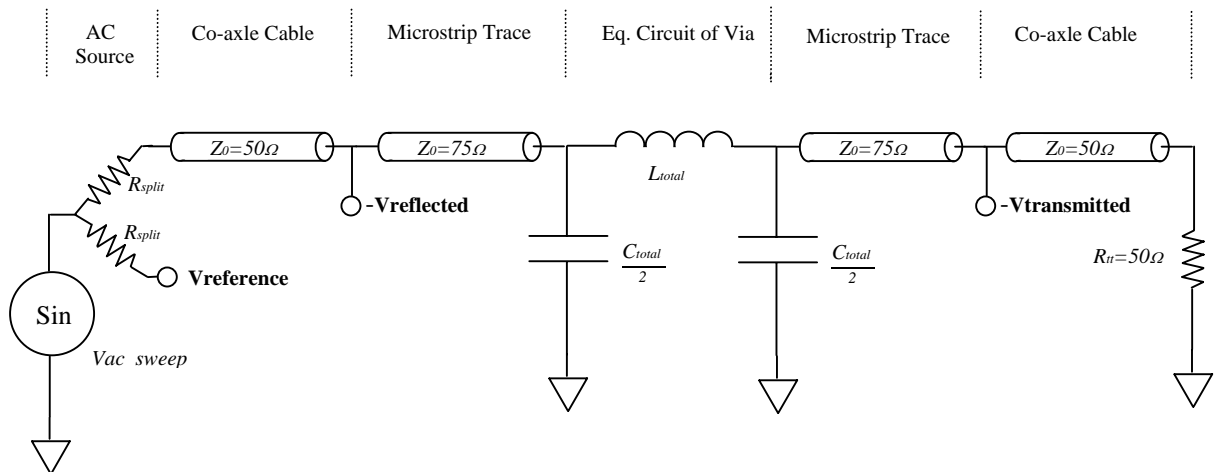 AC
Source
Co-axle Cable
Microstrip Trace
Eq. Circuit of Via
Microstrip Trace
Co-axle Cable
Z0=50Ω
Z0=75Ω
Ltotal
Z0=75Ω
Z0=50Ω
Rsplit
Rsplit
-Vreflected
-Vtransmitted
Vreference
Ctotal
2
Ctotal
2
Rtt=50Ω
Sin
Vac sweep